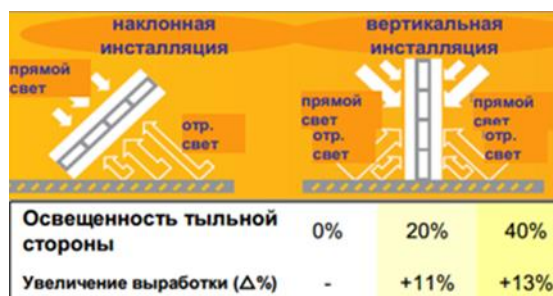 наклонная
инсталляция
прямой
свет
отр.
свет
вертикальная
инсталляция
прямой
свет
отр.
свет
прямой
свет
отр.
свет
Освещенность тыльной
стороны
0% 20% 40%
Увеличение выработки (Δ%) - +11% +13%